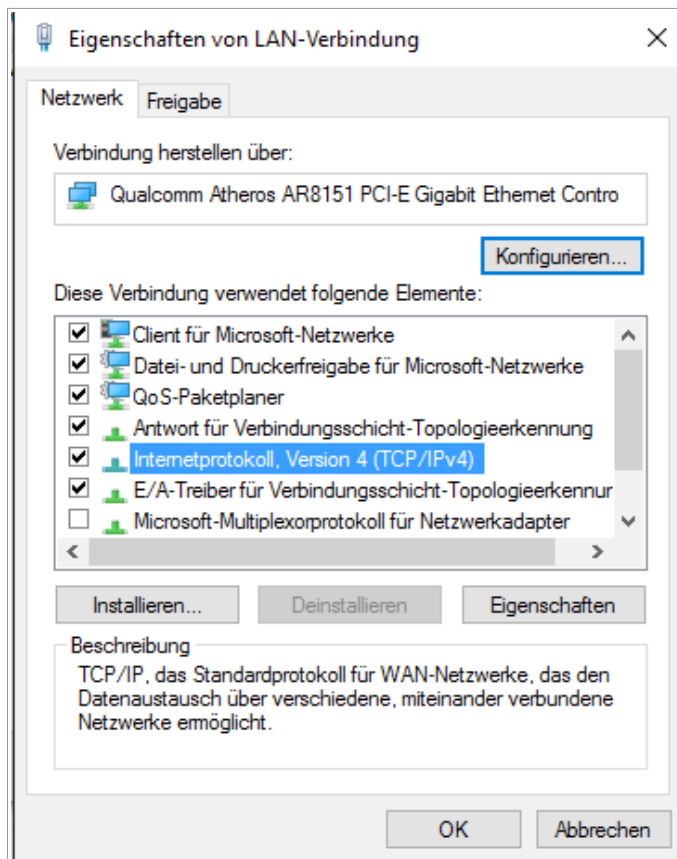 Eigenschaften von LAN-Verbindung
Netzwerk
Freigabe
Verbindung herstellen über:
Qualcomm Atheros AR8151 PCI-E Gigabit Ethernet Contro
Konfigurieren...
Diese Verbindung verwendet folgende Elemente:
Client für Microsoft-Netzwerke
Datei- und Druckerfreigabe für Microsoft-Netzwerke
QoS-Paketplaner
Antwort für Verbindungsschicht-Topologieerkennung
Internetprotokoll, Version 4 (TCP/IPv4)
E/A-Treiber für Verbindungsschicht-Topologieerkennur
Microsoft-Multiplexorprotokoll für Netzwerkadapter
Installieren...
Deinstallieren
Eigenschaften
Beschreibung
TCP/IP, das Standardprotokoll für WAN-Netzwerke, das den
Datenaustausch über verschiedene, miteinander verbundene
Netzwerke ermöglicht.
OK
Abbrechen